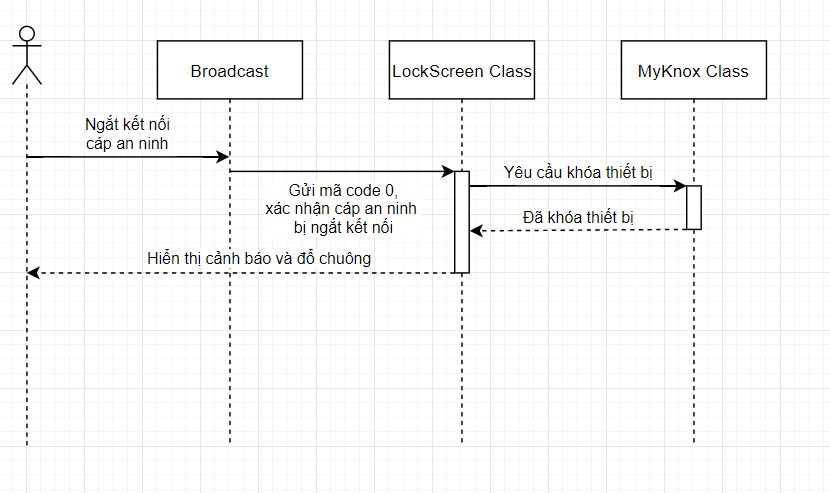 Broadcast
LockScreen Class
MyKnox Class
Ngắt kết nối
cáp an ninh
Gửi mã code 0,
xác nhận cáp an ninh
bị ngắt kết nối
Yêu cầu khóa thiết bị
Đã khóa thiết bị
Hiển thị cảnh báo và đổ chuông